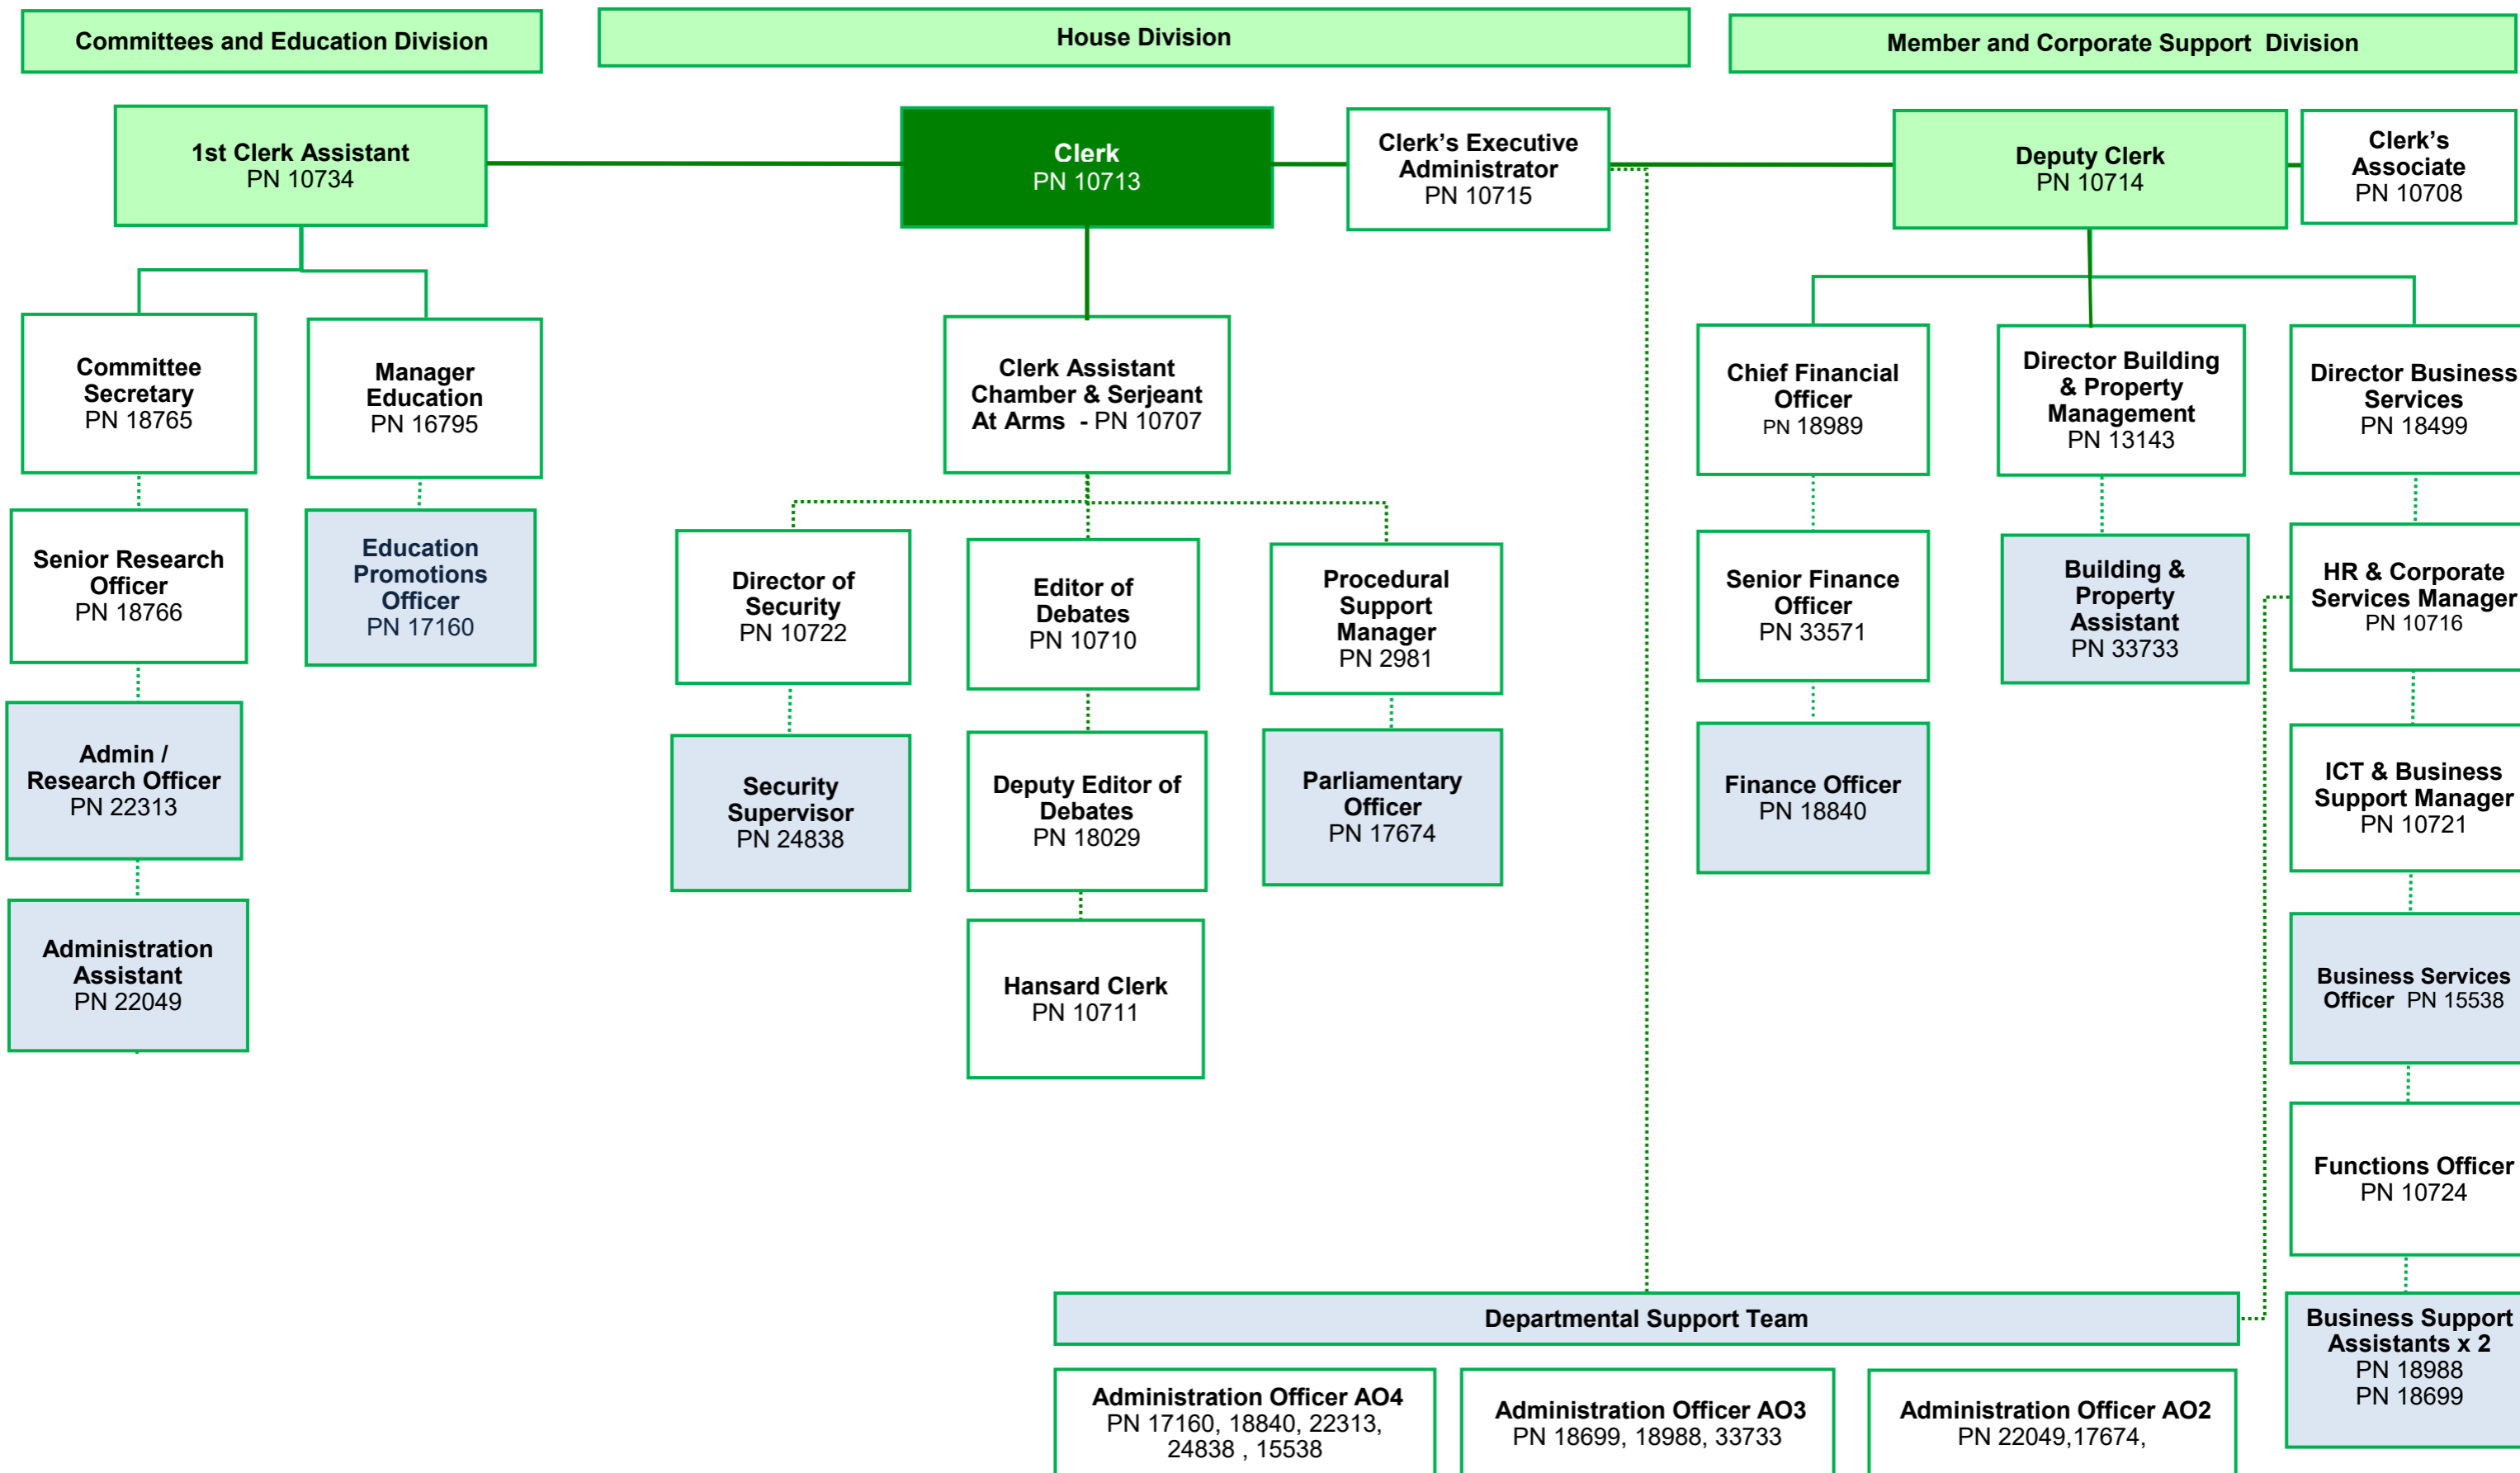 Committees and Education Division
House Division
Member and Corporate Support  Division
1st Clerk Assistant
PN 10734
Clerk
PN 10713
Clerk’s Executive
Administrator
PN 10715
Deputy Clerk
PN 10714
Clerk’s
Associate
PN 10708
Committee
Secretary
PN 18765
Manager
Education
PN 16795
Clerk Assistant
Chamber & Serjeant
At Arms  - PN 10707
Chief Financial
Officer
PN 18989
Director Building
& Property
Management
PN 13143
Director Business
Services
PN 18499
Senior Research
Officer
PN 18766
Education
Promotions
Officer
PN 17160
Director of
Security
PN 10722
Editor of
Debates
PN 10710
Procedural
Support
Manager
PN 2981
Senior Finance
Officer
PN 33571
Building &
Property
Assistant
PN 33733
HR & Corporate
Services Manager
PN 10716
Admin /
Research Officer
PN 22313
Security
Supervisor
PN 24838
Deputy Editor of
Debates
PN 18029
Parliamentary
Officer
PN 17674
Finance Officer
PN 18840
ICT & Business
Support Manager
PN 10721
Administration
Assistant
PN 22049
Hansard Clerk
PN 10711
Business Services
Officer  PN 15538
Functions Officer
PN 10724
Departmental Support Team
Business Support
Assistants x 2
PN 18988
PN 18699
Administration Officer AO4
PN 17160, 18840, 22313,
24838 , 15538
Administration Officer AO3
PN 18699, 18988, 33733
Administration Officer AO2
PN 22049,17674,